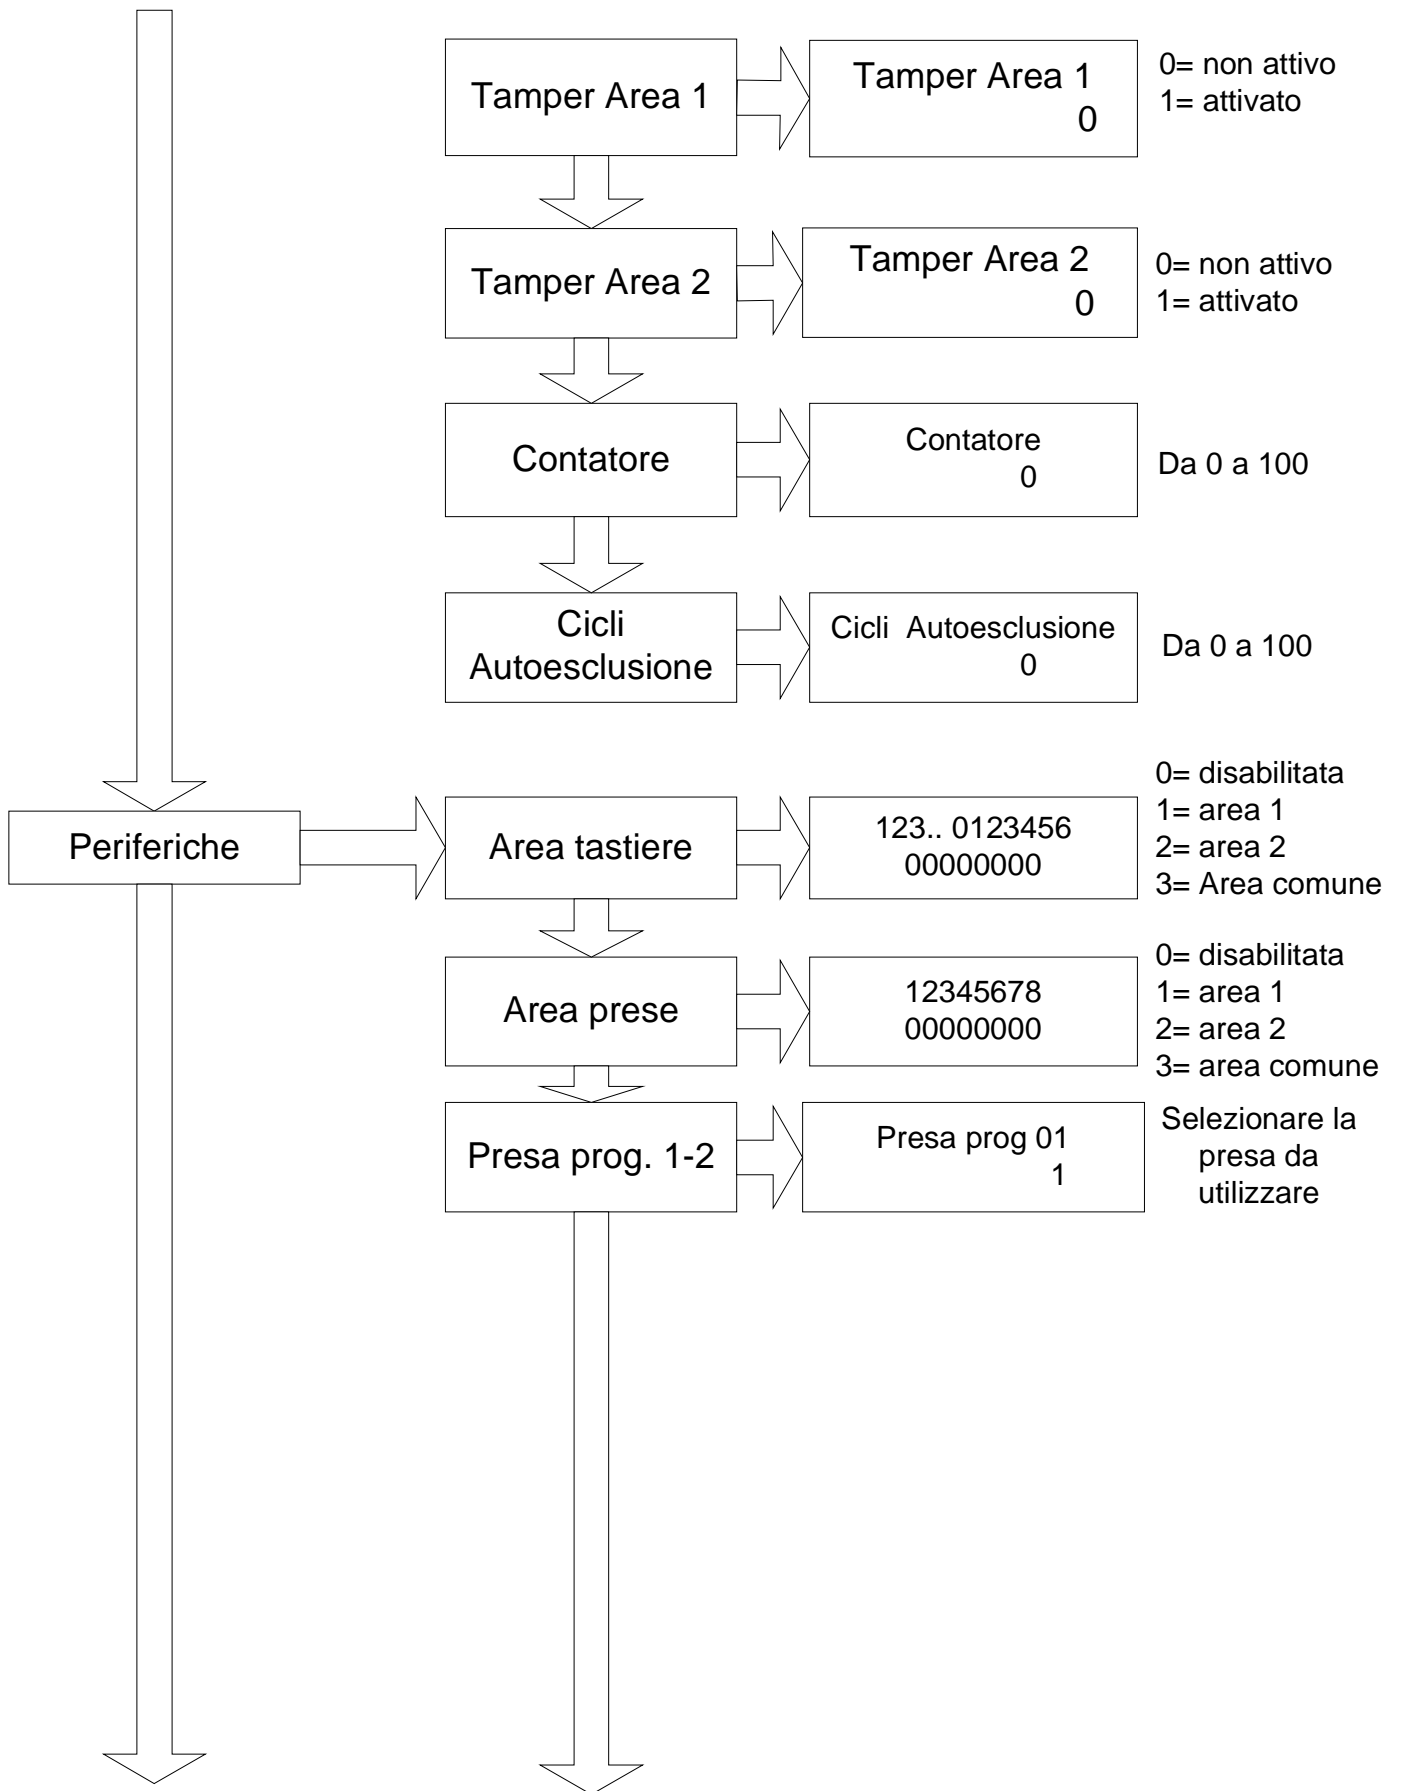 Tamper Area 1
Tamper Area 1
0
0= non attivo
1= attivato
Tamper Area 2
Tamper Area 2
0
0= non attivo
1= attivato
Contatore
Contatore
0
Da 0 a 100
Cicli
Autoesclusione
Cicli Autoesclusione
0
Da 0 a 100
Periferiche
Area tastiere
123.. 0123456
00000000
0= disabilitata
1= area 1
2= area 2
3= Area comune
Area prese
12345678
00000000
0= disabilitata
1= area 1
2= area 2
3= area comune
Presa prog. 1-2
Presa prog 01
1
Selezionare la
presa da
utilizzare